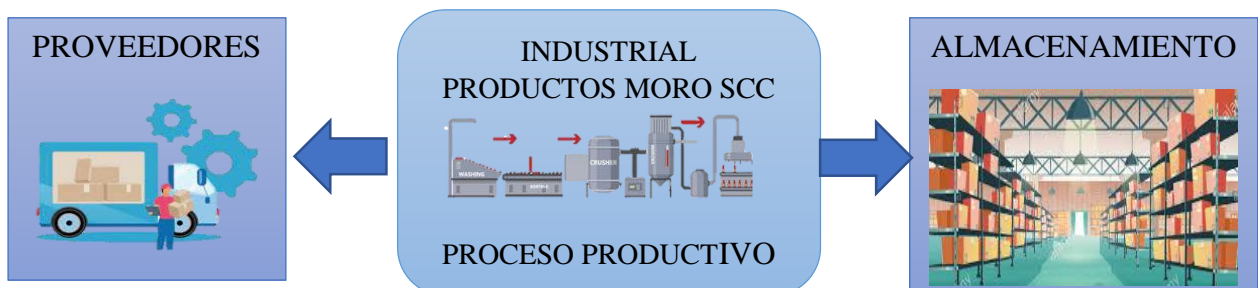 PROVEEDORES
INDUSTRIAL
PRODUCTOS MORO SCC
WASHING
CRUSHER
PROCESO PRODUCTIVO
ALMACENAMIENTO